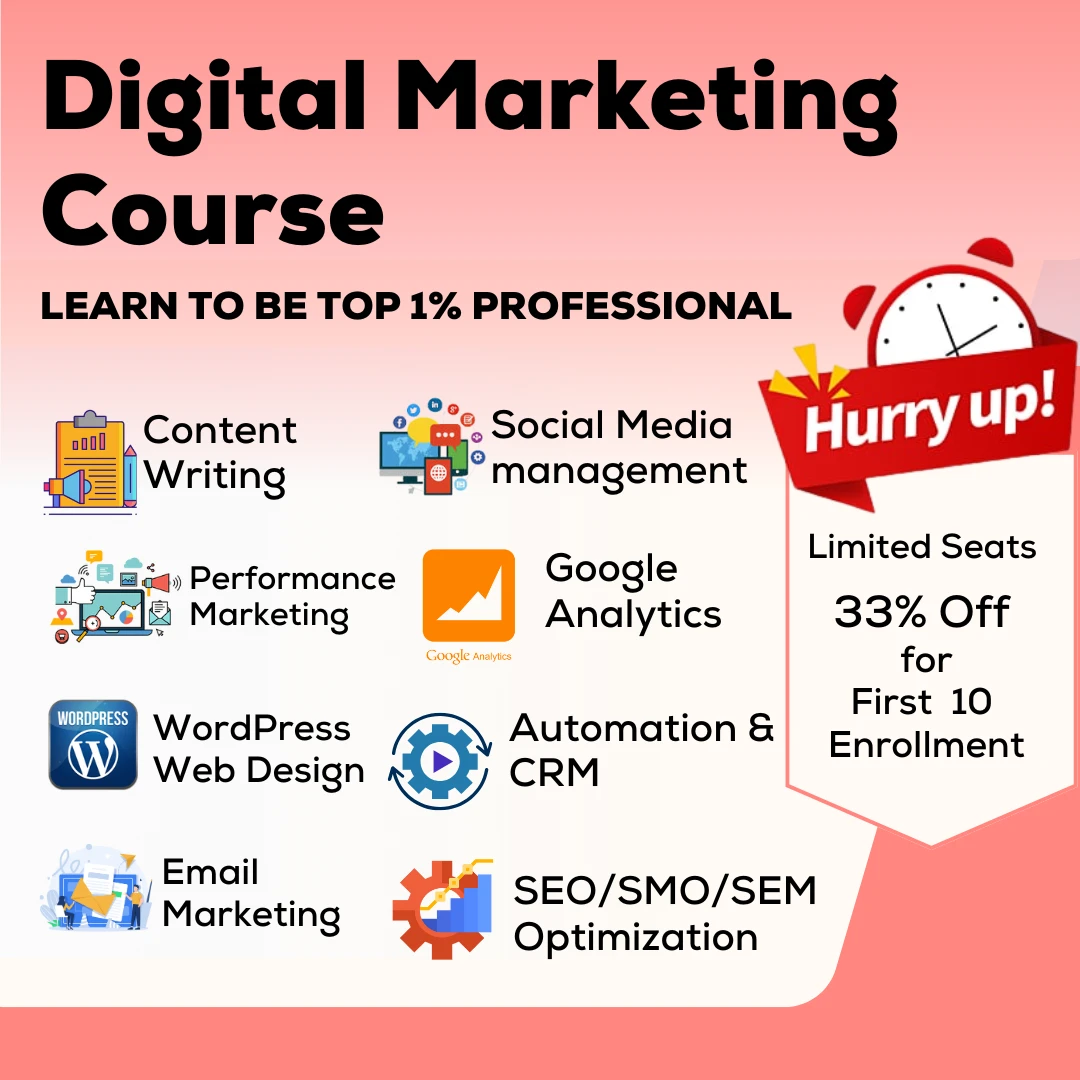 Digital Marketing
Course
LEARN TO BE TOP 1% PROFESSIONAL
Hurry up!
Content
Writing
Social Media
management
Performance
Marketing
Google
Analytics
Google Analytics
WORDPRESS
WordPress
Web Design
Automation &
CRM
Email
Marketing
SEO/SMO/SEM
Optimization
Limited Seats
33% Off
for
First 10
Enrollment